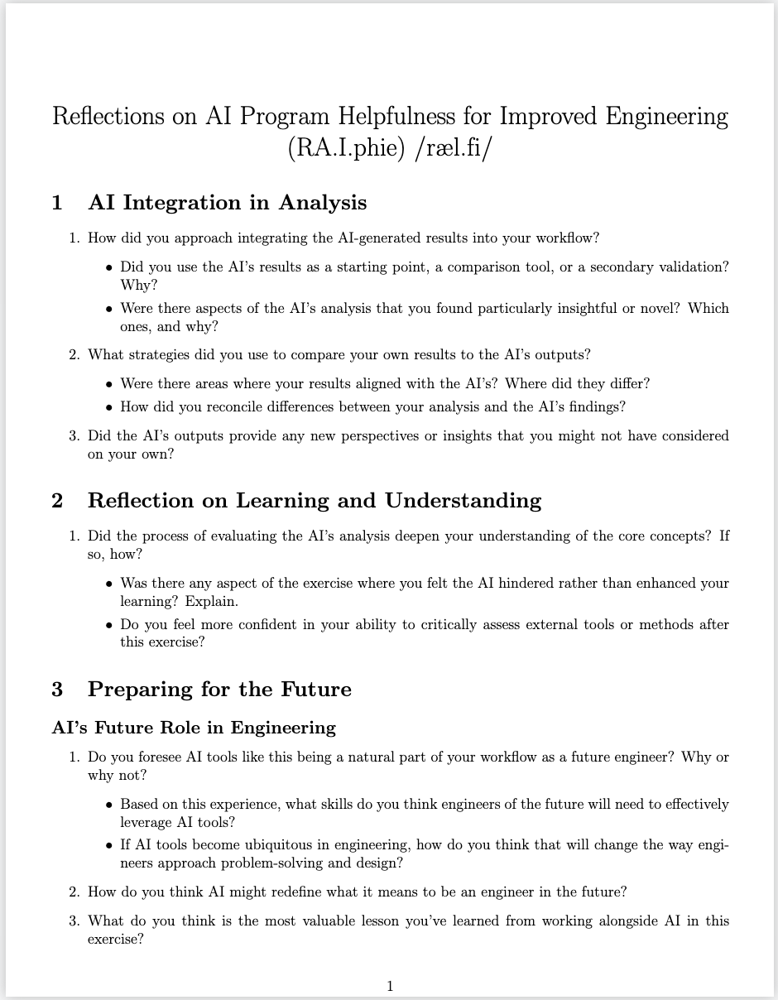 Reflections on AI Program Helpfulness for Improved Engineering
(RA.I.phie) /ræl.fi/
1 AI Integration in Analysis
1. How did you approach integrating the AI-generated results into your workflow?
• Did you use the AI's results as a starting point, a comparison tool, or a secondary validation?
Why?
• Were there aspects of the AI's analysis that you found particularly insightful or novel? Which
ones, and why?
2. What strategies did you use to compare your own results to the AI's outputs?
• Were there areas where your results aligned with the AI's? Where did they differ?
• How did you reconcile differences between your analysis and the AI's findings?
3. Did the AI's outputs provide any new perspectives or insights that you might not have considered
on your own?
2 Reflection on Learning and Understanding
1. Did the process of evaluating the AI's analysis deepen your understanding of the core concepts? If
so, how?
• Was there any aspect of the exercise where you felt the AI hindered rather than enhanced your
learning? Explain.
• Do you feel more confident in your ability to critically assess external tools or methods after
this exercise?
3 Preparing for the Future
AI's Future Role in Engineering
1. Do you foresee AI tools like this being a natural part of your workflow as a future engineer? Why or
why not?
• Based on this experience, what skills do you think engineers of the future will need to effectively
leverage AI tools?
• If AI tools become ubiquitous in engineering, how do you think that will change the way engi-
neers approach problem-solving and design?
2. How do you think AI might redefine what it means to be an engineer in the future?
3. What do you think is the most valuable lesson you've learned from working alongside AI in this
exercise?
1